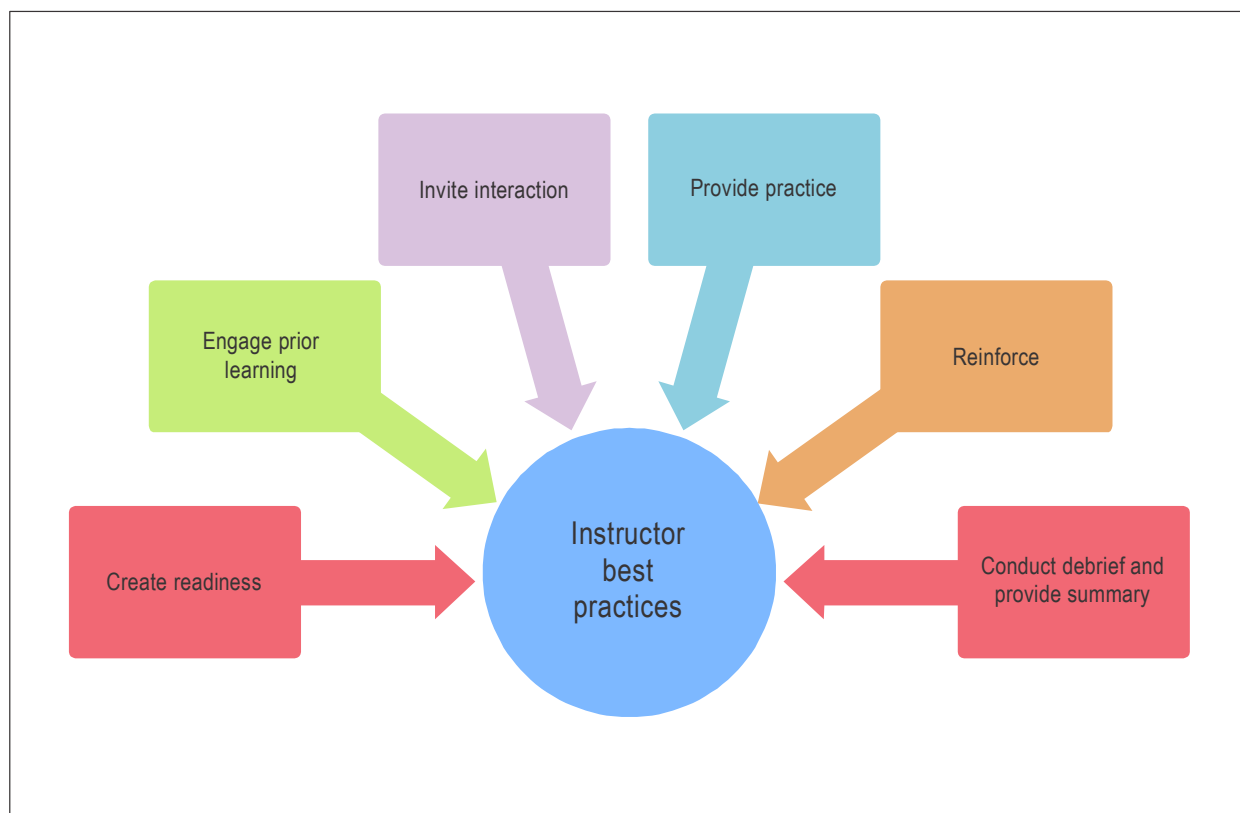 Invite interaction
Provide practice
Engage prior
learning
Reinforce
Create readiness
Instructor
best
practices
Conduct debrief and
provide summary